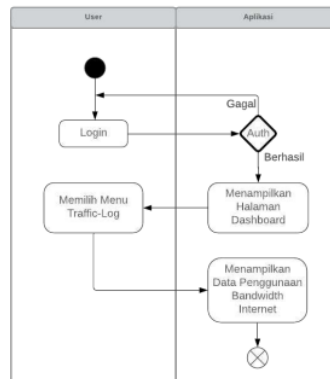 User
Aplikasi
Gagal
Login
Auth
Berhasil
Memilih Menu
Traffic-Log
Menampilkan
Halaman
Dashboard
Menampilkan
Data Penggunaan
Bandwidth
Internet